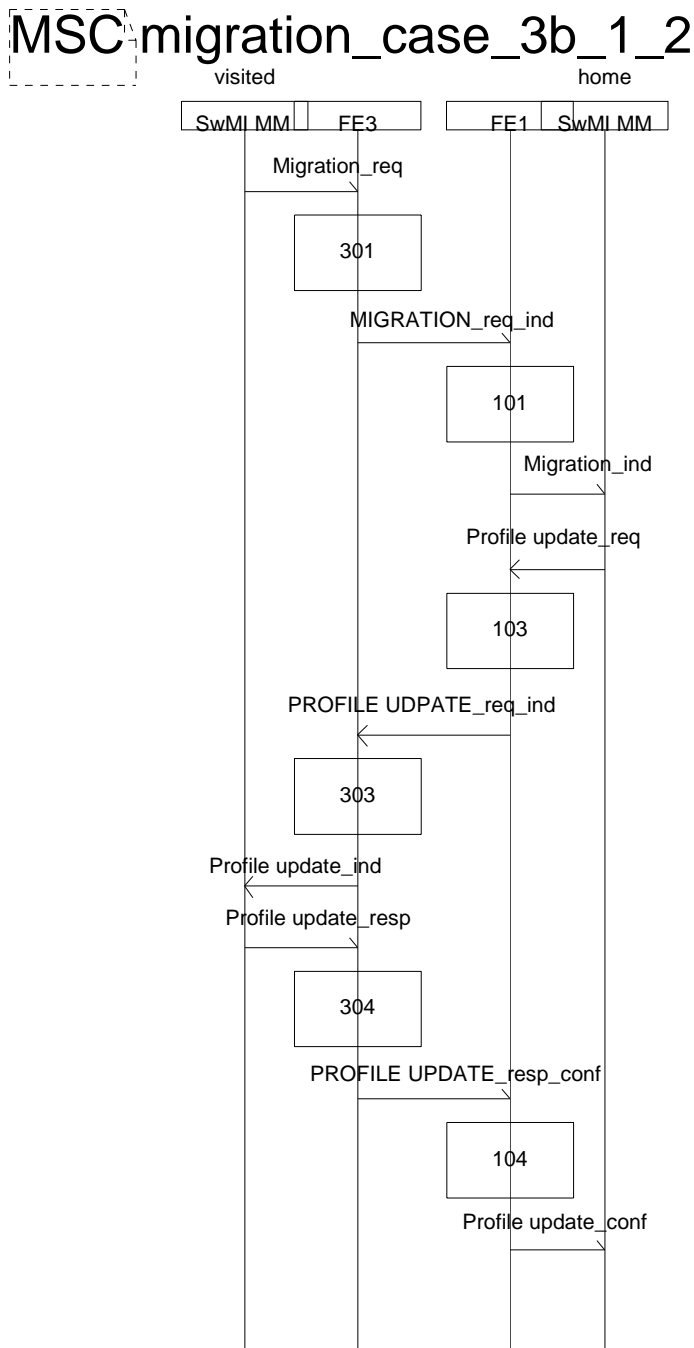 MSC migration_case_3b_1_2
visited home
SwMI MM FE3 FE1 SwMI MM
Migration_req
301
MIGRATION_req_ind
101
Migration_ind
Profile update_req
103
PROFILE UDPATE_req_ind
303
Profile update_ind
Profile update_resp
304
PROFILE UPDATE_resp_conf
104
Profile update_conf